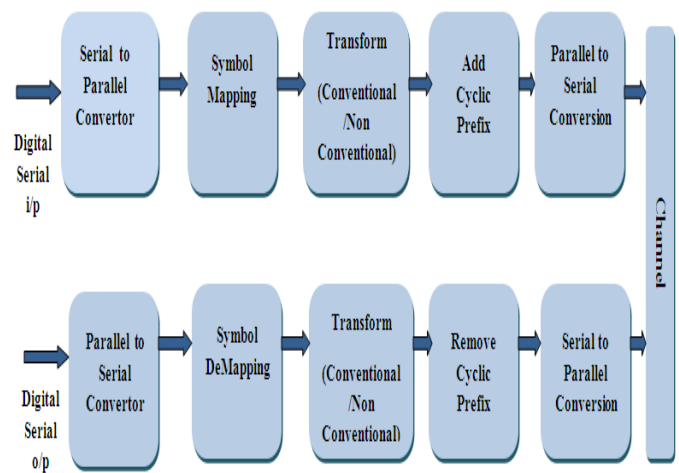 Serial to
Parallel
Convertor
Symbol
Mapping
Transform
(Conventional
/Non
Conventional)
Add
Cyclic
Prefix
Parallel to
Serial
Conversion
Digital
Serial
i/p
Channel
Parallel to
Serial
Convertor
Symbol
DeMapping
Transform
(Conventional
/Non
Conventional)
Remove
Cyclic
Prefix
Serial to
Parallel
Conversion
Digital
Serial
o/p